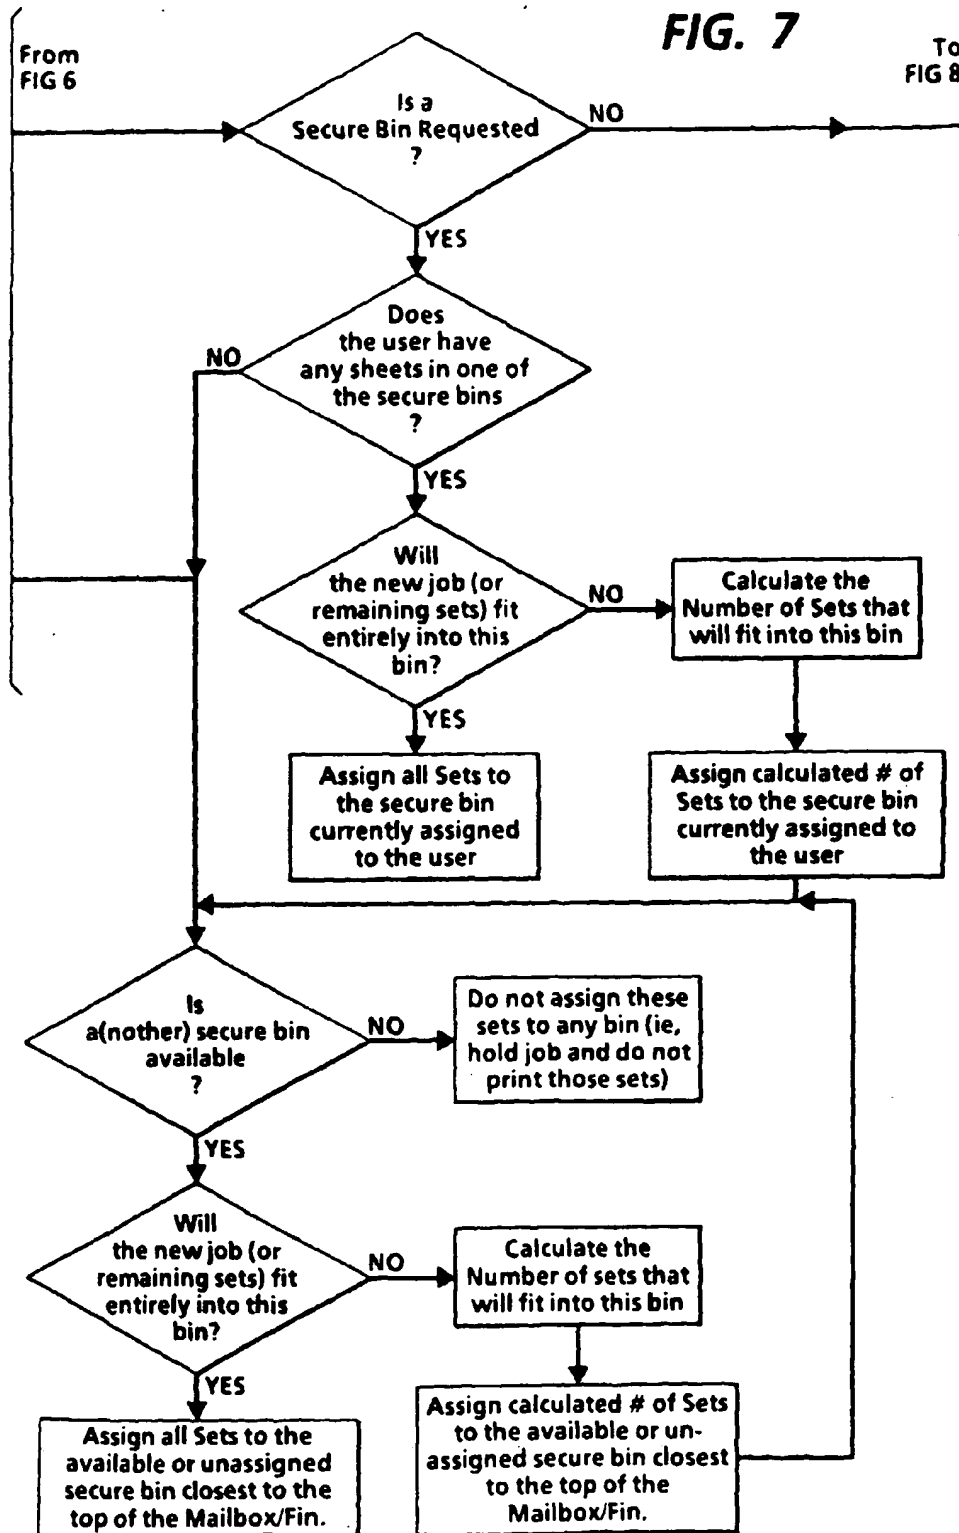 FIG. 7
From
FIG 6
To
FIG 8
Is a
Secure Bin Requested
?
NO
YES
Does
the user have
any sheets in one of
the secure bins
?
NO
YES
Will
the new job (or
remaining sets) fit
entirely into this
bin?
NO
Calculate the
Number of Sets that
will fit into this bin
YES
Assign all Sets to
the secure bin
currently assigned
to the user
Assign calculated # of
Sets to the secure bin
currently assigned to
the user
Is
a(nother) secure bin
available
?
NO
Do not assign these
sets to any bin (ie,
hold job and do not
print those sets)
YES
Will
the new job (or
remaining sets) fit
entirely into this
bin?
NO
Calculate the
Number of sets that
will fit into this bin
YES
Assign all Sets to the
available or unassigned
secure bin closest to the
top of the Mailbox/Fin.
Assign calculated # of Sets
to the available or un-
assigned secure bin closest
to the top of the
Mailbox/Fin.